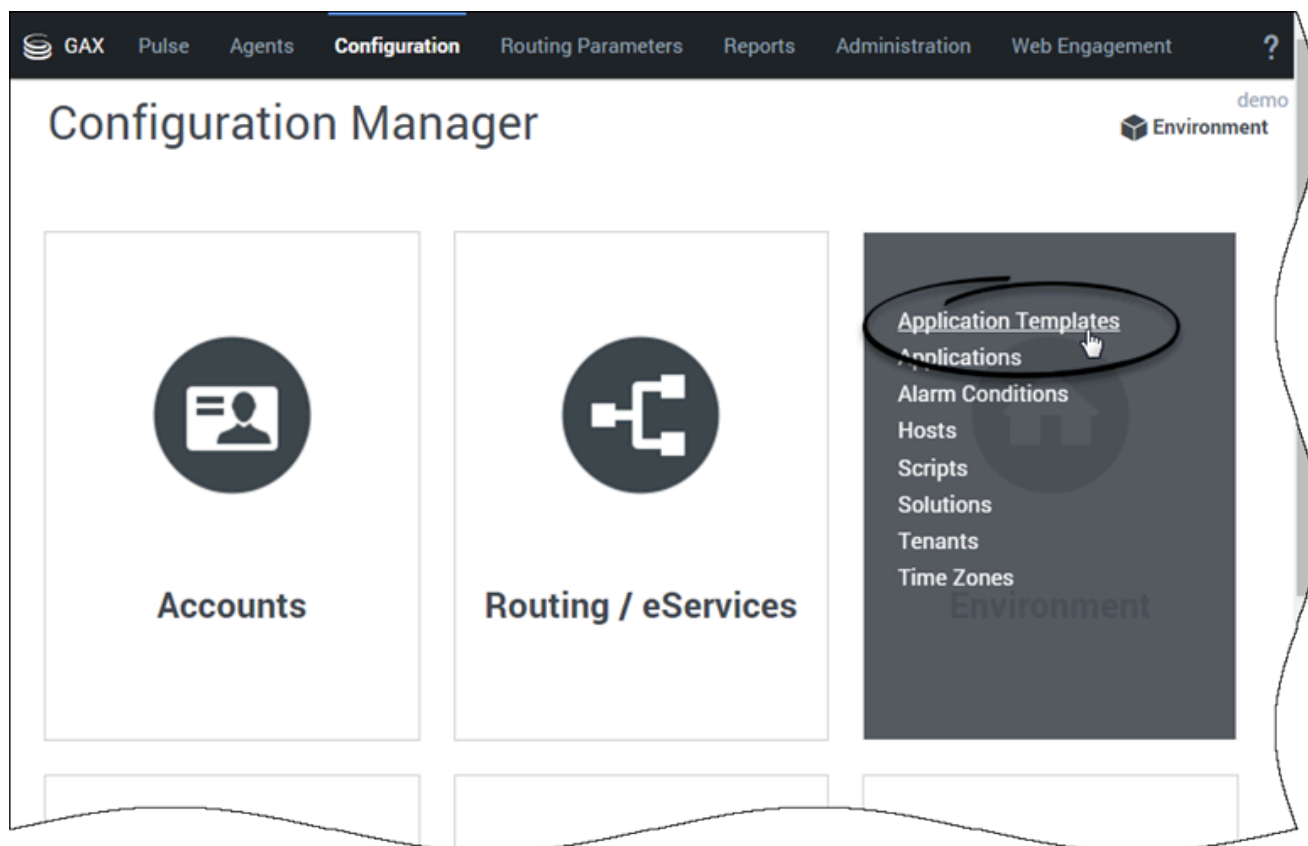 GAX Pulse Agents Configuration Routing Parameters Reports Administration Web Engagement ?
demo
Configuration Manager
Environment
Application Templates
Applications
Alarm Conditions
Hosts
Scripts
Solutions
Tenants
Time Zones
Accounts
Routing / eServices
Environment